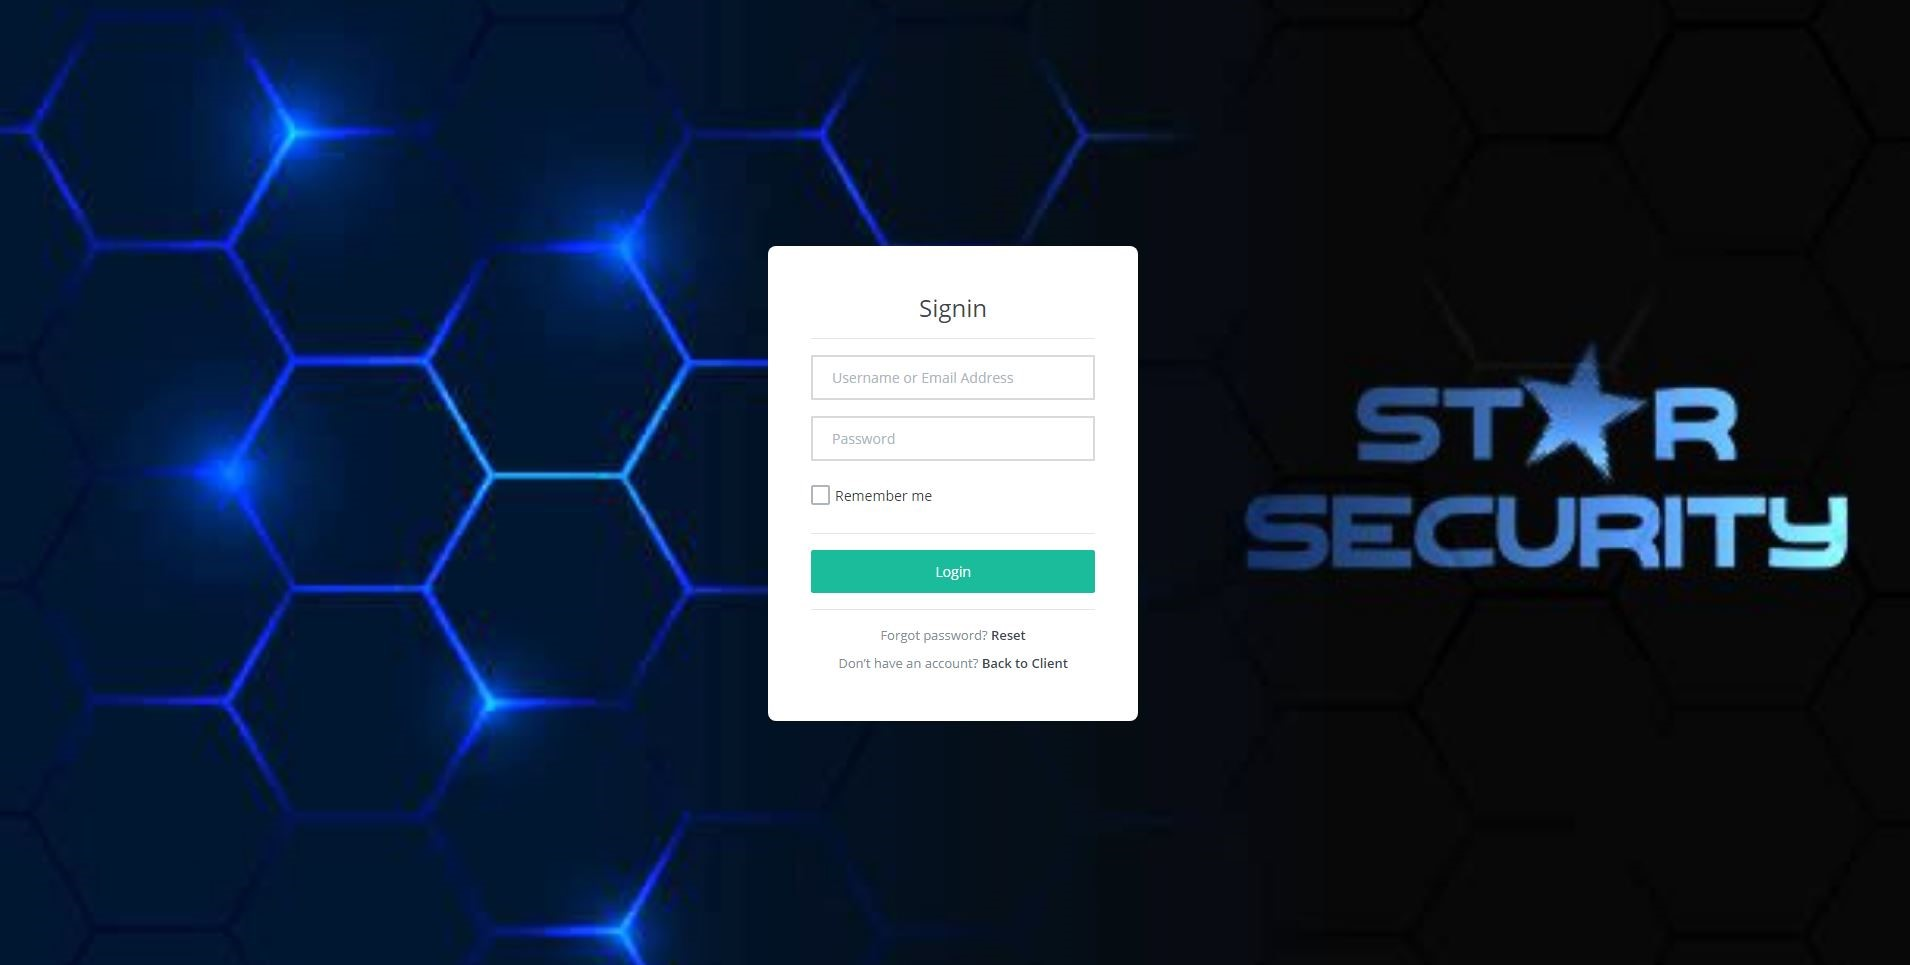 Signin
Username or Email Address
Password
Remember me
Login
Forgot password? Reset
Don't have an account? Back to Client
ST★R
SECURITY